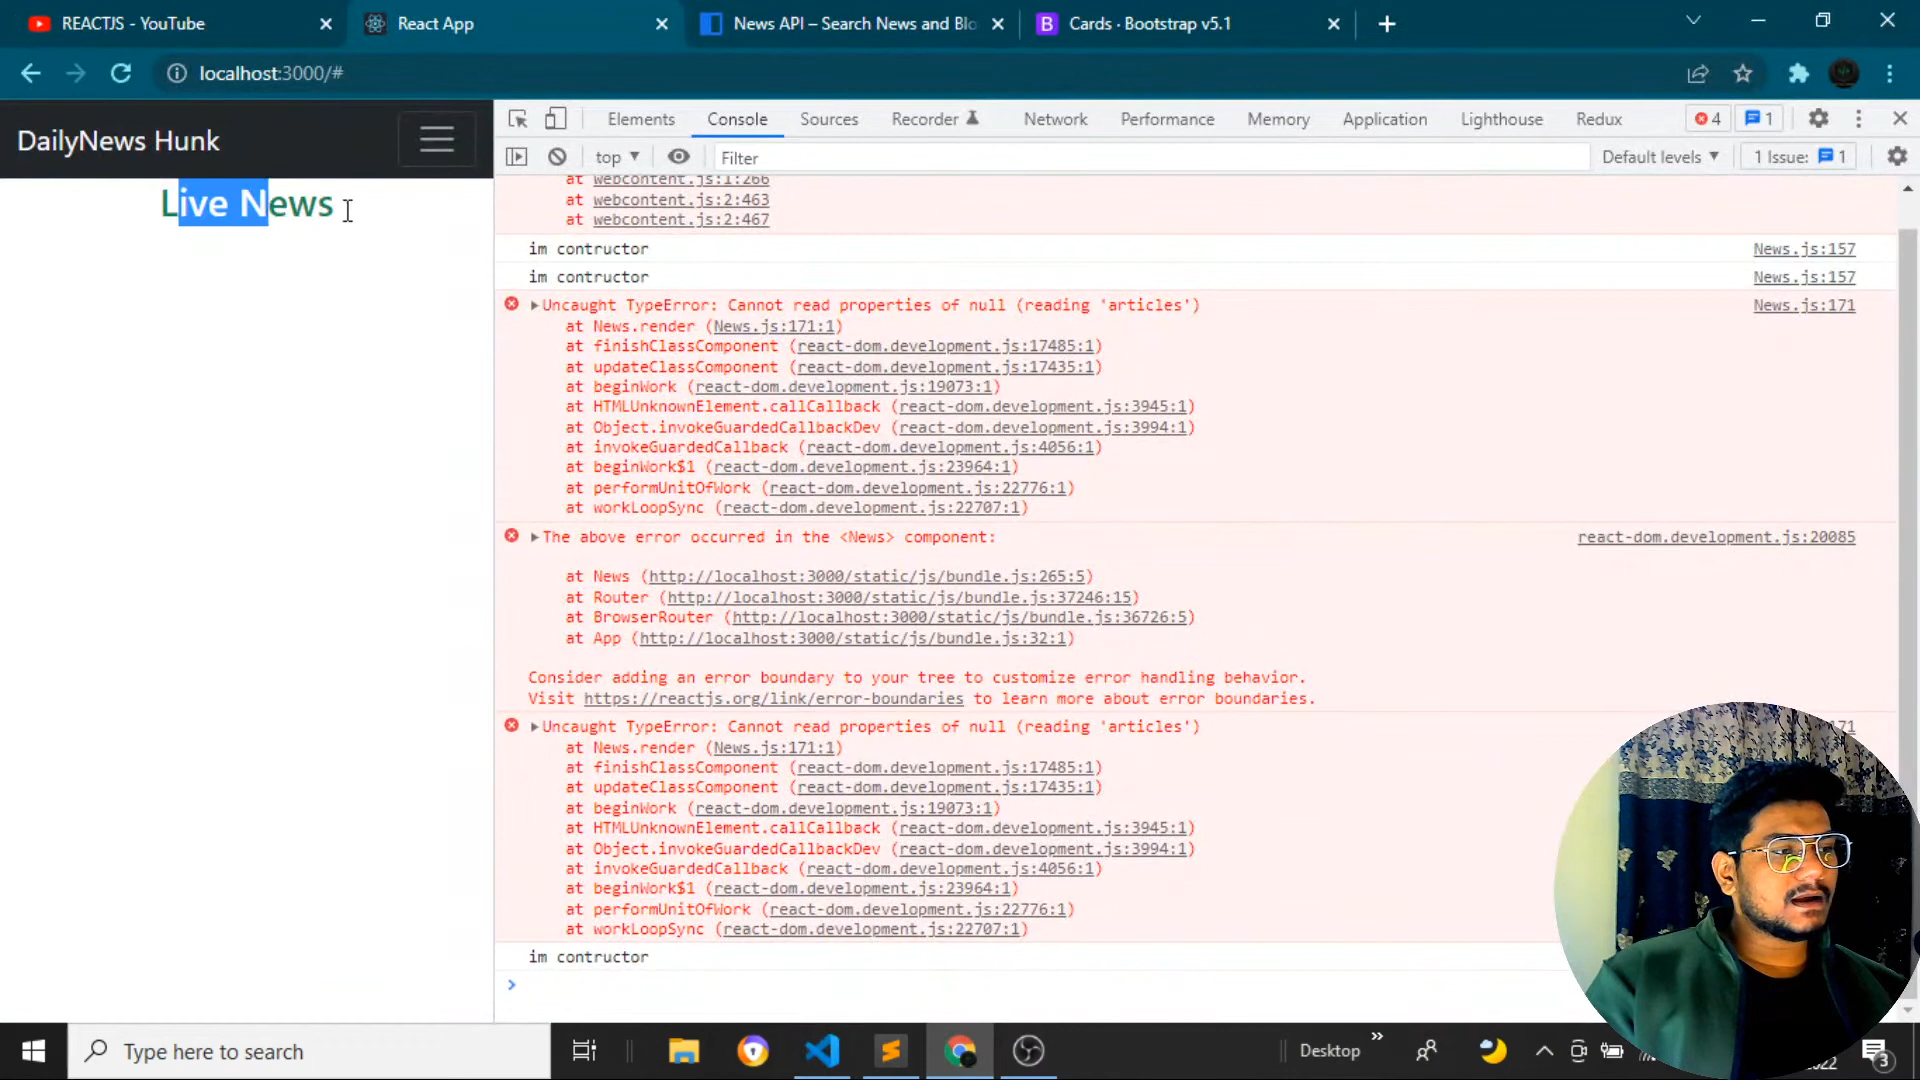 REACTJS - YouTube
React App
News API – Search News and Blo
Cards · Bootstrap v5.1
localhost:3000/#
DailyNews Hunk
Live News
Elements Console Sources Recorder Network Performance Memory Application Lighthouse Redux 4 1
top Filter Default levels 1 Issue: 1
at webcontent.js:1:266
at webcontent.js:2:463
at webcontent.js:2:467
im contructor News.js:157
im contructor News.js:157
Uncaught TypeError: Cannot read properties of null (reading 'articles') News.js:171
at News.render (News.js:171:1)
at finishClassComponent (react-dom.development.js:17485:1)
at updateClassComponent (react-dom.development.js:17435:1)
at beginWork (react-dom.development.js:19073:1)
at HTMLUnknownElement.callCallback (react-dom.development.js:3945:1)
at Object.invokeGuardedCallbackDev (react-dom.development.js:3994:1)
at invokeGuardedCallback (react-dom.development.js:4056:1)
at beginWork$1 (react-dom.development.js:23964:1)
at performUnitOfWork (react-dom.development.js:22776:1)
at workLoopSync (react-dom.development.js:22707:1)
The above error occurred in the <News> component: react-dom.development.js:20085
at News (http://localhost:3000/static/js/bundle.js:265:5)
at Router (http://localhost:3000/static/js/bundle.js:37246:15)
at BrowserRouter (http://localhost:3000/static/js/bundle.js:36726:5)
at App (http://localhost:3000/static/js/bundle.js:32:1)
Consider adding an error boundary to your tree to customize error handling behavior.
Visit https://reactjs.org/link/error-boundaries to learn more about error boundaries.
Uncaught TypeError: Cannot read properties of null (reading 'articles') 71
at News.render (News.js:171:1)
at finishClassComponent (react-dom.development.js:17485:1)
at updateClassComponent (react-dom.development.js:17435:1)
at beginWork (react-dom.development.js:19073:1)
at HTMLUnknownElement.callCallback (react-dom.development.js:3945:1)
at Object.invokeGuardedCallbackDev (react-dom.development.js:3994:1)
at invokeGuardedCallback (react-dom.development.js:4056:1)
at beginWork$1 (react-dom.development.js:23964:1)
at performUnitOfWork (react-dom.development.js:22776:1)
at workLoopSync (react-dom.development.js:22707:1)
im contructor
Type here to search
Desktop
2022
3